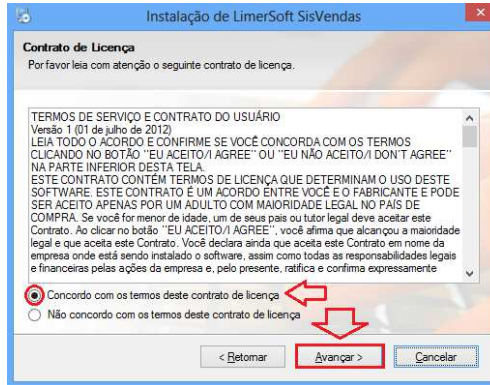 Instalação de LimerSoft SisVendas
Contrato de Licença
Por favor leia com atenção o seguinte contrato de licença.
TERMOS DE SERVIÇO E CONTRATO DO USUÁRIO
Versão 1 (01 de julho de 2012)
LEIA TODO O ACORDO E CONFIRME SE VOCÊ CONCORDA COM OS TERMOS
CLICANDO NO BOTÃO ''EU ACEITO/I AGREE'' OU ''EU NÃO ACEITO/I DON'T AGREE''
NA PARTE INFERIOR DESTA TELA.
ESTE CONTRATO CONTÉM TERMOS DE LICENÇA QUE DETERMINAM O USO DESTE
SOFTWARE. ESTE CONTRATO É UM ACORDO ENTRE VOCÊ E O FABRICANTE E PODE
SER ACEITO APENAS POR UM ADULTO COM MAIORIDADE LEGAL NO PAÍS DE
COMPRA. Se você for menor de idade, um de seus pais ou tutor legal deve aceitar este
Contrato. Ao clicar no botão ''EU ACEITO/I AGREE'', você afirma que alcançou a maioridade
legal e que aceita este Contrato. Você declara ainda que aceita este Contrato em nome da
empresa onde está sendo instalado o software, assim como todas as responsabilidades legais
e financeiras pelas ações da empresa e, pelo presente, ratifica e confirma expressamente
Concordo com os termos deste contrato de licença
Não concordo com os termos deste contrato de licença
< Retornar
Avançar >
Cancelar